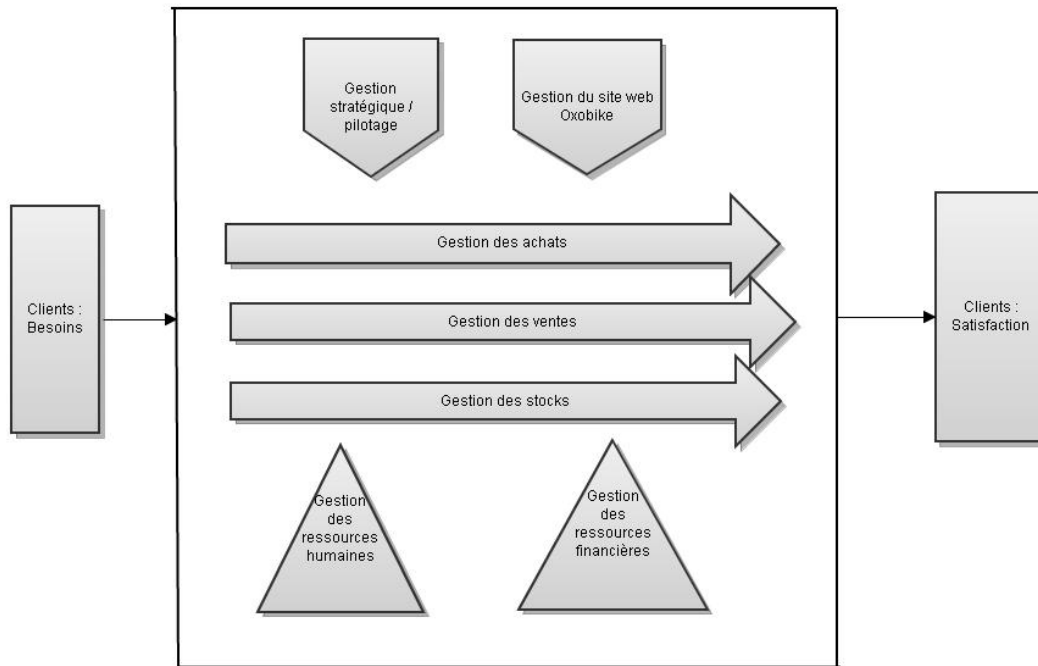 Gestion
stratégique /
pilotage
Gestion du site web
Oxobike
Gestion des achats
Clients :
Besoins
Gestion des ventes
Clients :
Satisfaction
Gestion des stocks
Gestion
des
ressources
humaines
Gestion
des
ressources
financières